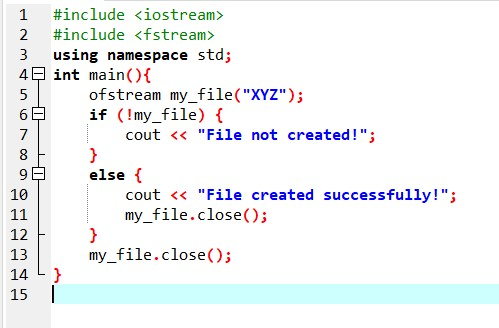 1 #include <iostream>
2 #include <fstream>
3 using namespace std;
4 int main(){
5     ofstream my_file("XYZ");
6     if (!my_file) {
7         cout << "File not created!";
8     }
9     else {
10         cout << "File created successfully!";
11         my_file.close();
12     }
13     my_file.close();
14 }
15